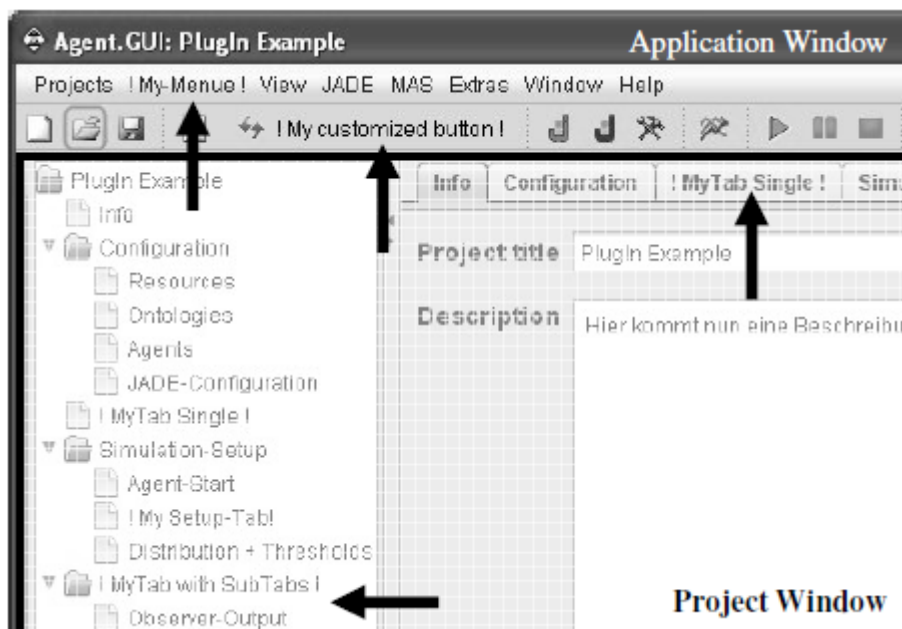 Agent.GUI: PlugIn Example Application Window
Projects ! My-Menue ! View JADE MAS Extras Window Help
! My customized button !
PlugIn Example
Info
Configuration
Resources
Ontologies
Agents
JADE-Configuration
! MyTab Single !
Simulation-Setup
Agent-Start
! My Setup-Tab!
Distribution + Thresholds
! MyTab with SubTabs !
Observer-Output
Info Configuration ! MyTab Single ! Simu
Project title PlugIn Example
Description Hier kommt nun eine Beschreibu
Project Window